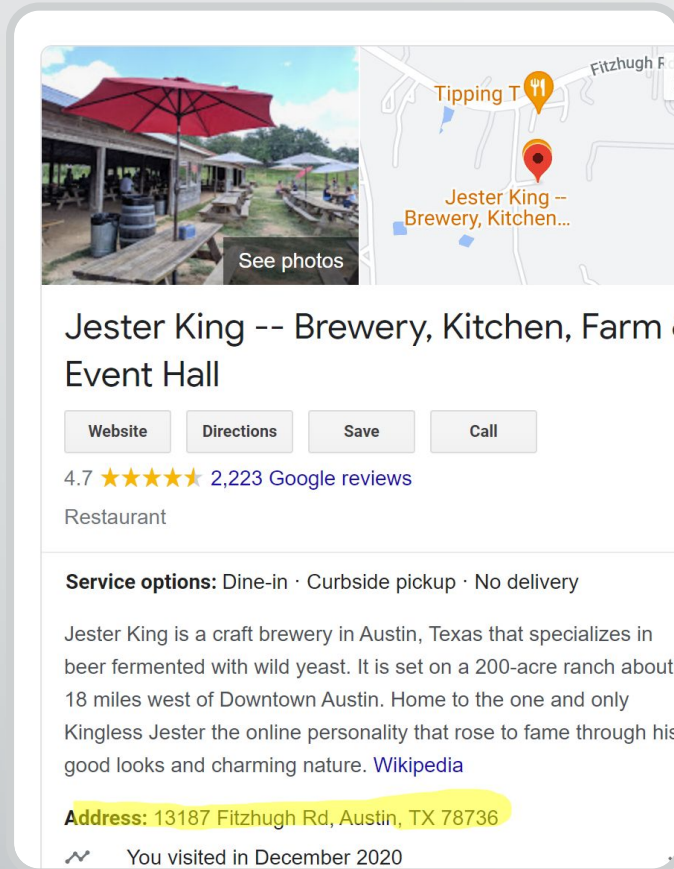 Fitzhugh R
Tipping T
Jester King --
Brewery, Kitchen...
See photos
Jester King -- Brewery, Kitchen, Farm
Event Hall
Website Directions Save Call
4.7 2,223 Google reviews
Restaurant
Service options: Dine-in · Curbside pickup · No delivery
Jester King is a craft brewery in Austin, Texas that specializes in
beer fermented with wild yeast. It is set on a 200-acre ranch about
18 miles west of Downtown Austin. Home to the one and only
Kingless Jester the online personality that rose to fame through his
good looks and charming nature. Wikipedia
Address: 13187 Fitzhugh Rd, Austin, TX 78736
You visited in December 2020